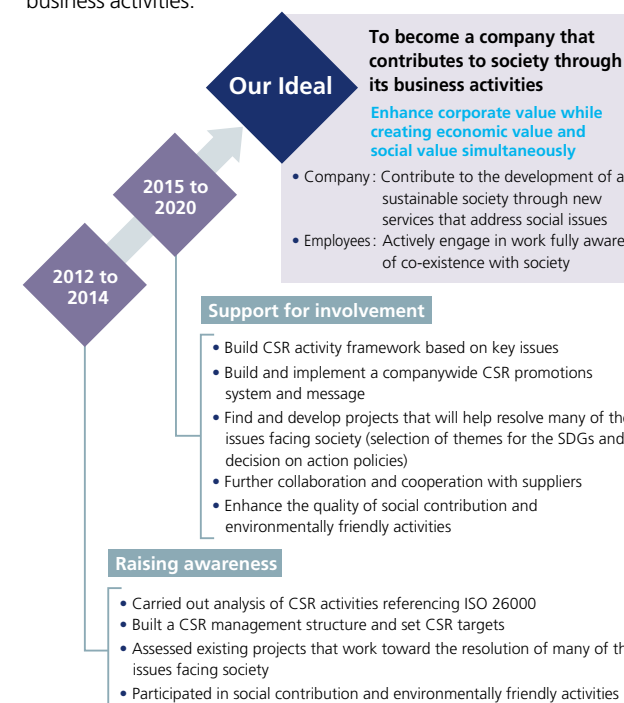 business activities.
Our Ideal
To become a company that
contributes to society through
its business activities
Enhance corporate value while
creating economic value and
social value simultaneously
• Company: Contribute to the development of a
sustainable society through new
services that address social issues
• Employees: Actively engage in work fully aware
of co-existence with society
2015 to
2020
2012 to
2014
Support for involvement
• Build CSR activity framework based on key issues
• Build and implement a companywide CSR promotions
system and message
• Find and develop projects that will help resolve many of the
issues facing society (selection of themes for the SDGs and
decision on action policies)
• Further collaboration and cooperation with suppliers
• Enhance the quality of social contribution and
environmentally friendly activities
Raising awareness
• Carried out analysis of CSR activities referencing ISO 26000
• Built a CSR management structure and set CSR targets
• Assessed existing projects that work toward the resolution of many of th
issues facing society
• Participated in social contribution and environmentally friendly activities